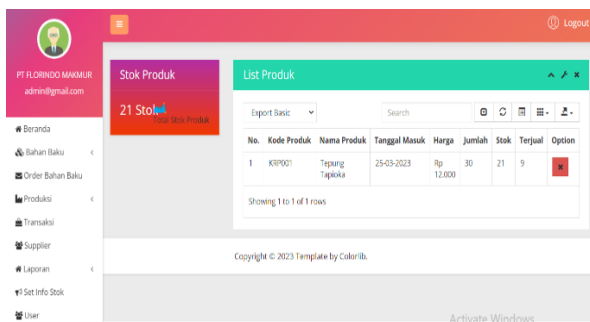 Logout
PT FLORINDO MAKMUR
admin@gmail.com
Beranda
Bahan Baku
Order Bahan Baku
Produksi
Transaksi
Supplier
Laporan
Set Info Stok
User
Stok Produk
21 Stok
Total Stok Produk
List Produk
Export Basic
Search
No. Kode Produk Nama Produk Tanggal Masuk Harga Jumlah Stok Terjual Option
1 KRP001 Tepung Tapioka 25-03-2023 Rp 12.000 30 21 9
Showing 1 to 1 of 1 rows
Copyright © 2023 Template by Colorlib.
Activate Windows